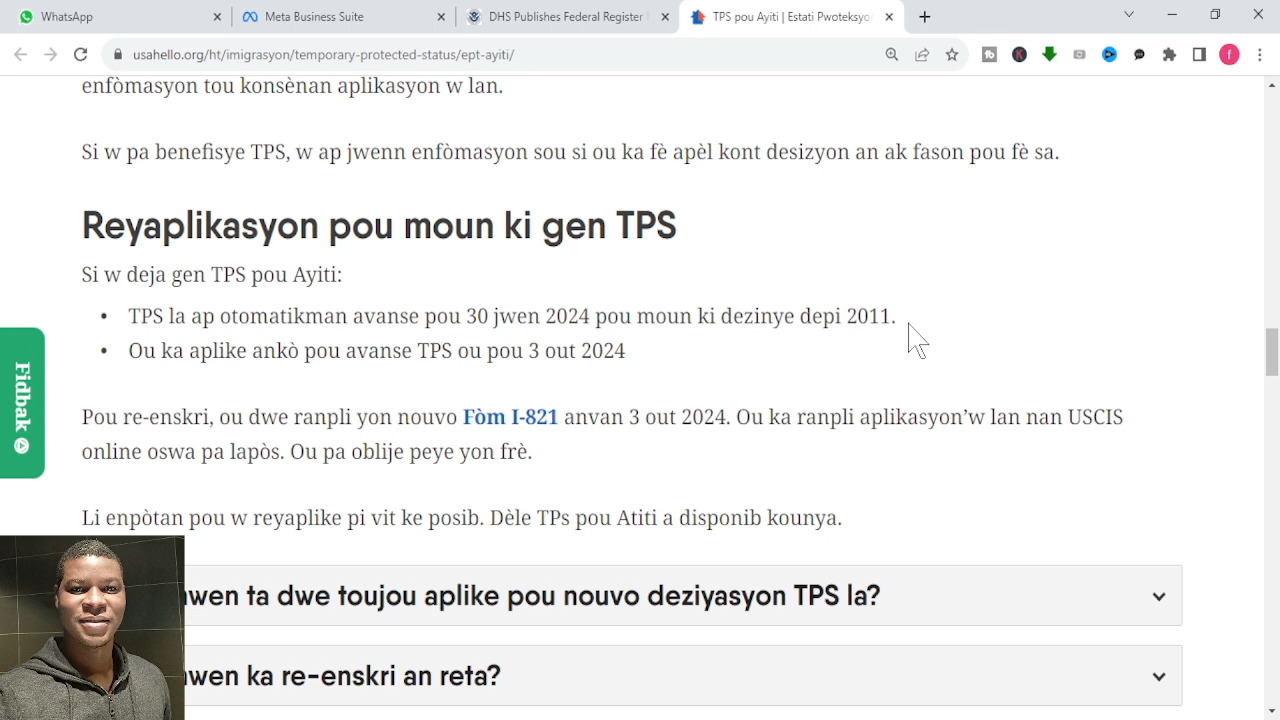 WhatsApp
Meta Business Suite
DHS Publishes Federal Register
TPS pou Ayiti | Estati Pwoteksyon
usahello.org/ht/imigrasyon/temporary-protected-status/ept-ayiti/
f
enfòmasyon tou konsènan aplikasyon w lan.
Si w pa benefisye TPS, w ap jwenn enfòmasyon sou si ou ka fè apèl kont desizyon an ak fason pou fè sa.
Reyaplikasyon pou moun ki gen TPS
Si w deja gen TPS pou Ayiti:
• TPS la ap otomatikman avanse pou 30 jwen 2024 pou moun ki dezinye depi 2011.
• Ou ka aplike ankò pou avanse TPS ou pou 3 out 2024
Fidbak
Pou re-enskri, ou dwe ranpli yon nouvo Fòm I-821 anvan 3 out 2024. Ou ka ranpli aplikasyon’w lan nan USCIS
online oswa pa lapòs. Ou pa oblije peye yon frè.
Li enpòtan pou w reyaplike pi vit ke posib. Dèle TPs pou Atiti a disponib kounya.
wen ta dwe toujou aplike pou nouvo deziyasyon TPS la?
wen ka re-enskri an reta?